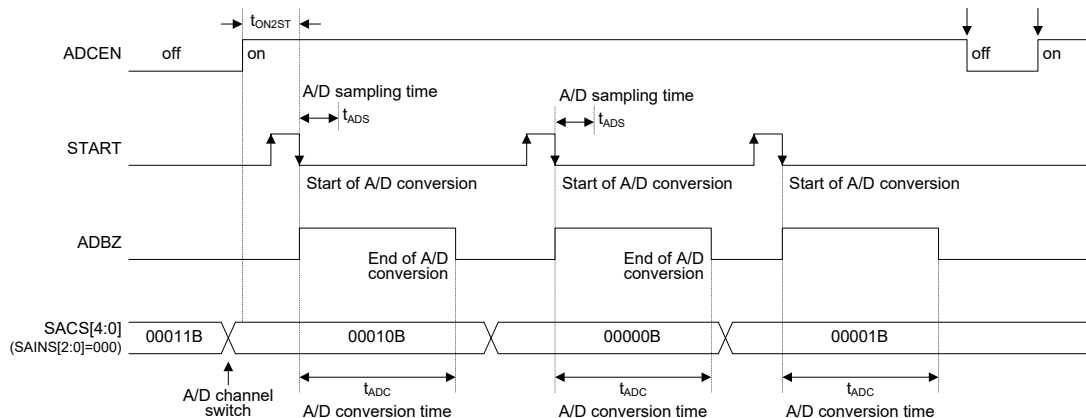 tON2ST
ADCEN
off
on
off
on
A/D sampling time
A/D sampling time
tADS
tADS
START
Start of A/D conversion
Start of A/D conversion
Start of A/D conversion
ADBZ
End of A/D
conversion
End of A/D
conversion
SACS[4:0]
(SAINS[2:0]=000)
00011B
00010B
00000B
00001B
A/D channel
switch
tADC
A/D conversion time
tADC
A/D conversion time
tADC
A/D conversion time